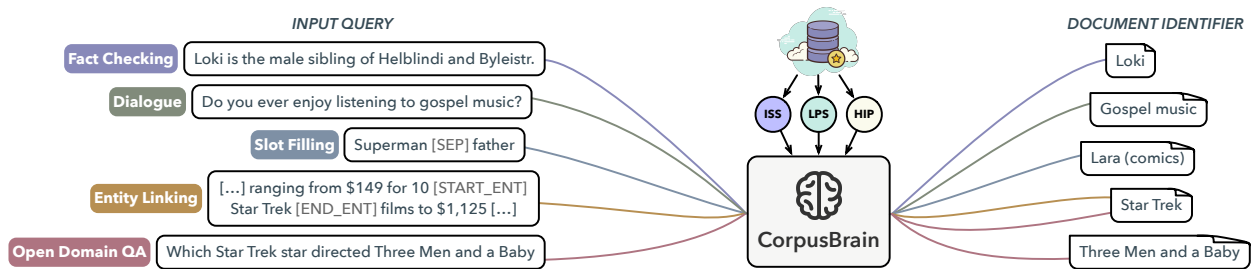 INPUT QUERY
DOCUMENT IDENTIFIER
Fact Checking
Loki is the male sibling of Helblindi and Byleistr.
Dialogue
Do you ever enjoy listening to gospel music?
Slot Filling
Superman [SEP] father
Entity Linking
[...] ranging from $149 for 10 [START_ENT]
Star Trek [END_ENT] films to $1,125 [...]
Open Domain QA
Which Star Trek star directed Three Men and a Baby
ISS
LPS
HIP
CorpusBrain
Loki
Gospel music
Lara (comics)
Star Trek
Three Men and a Baby